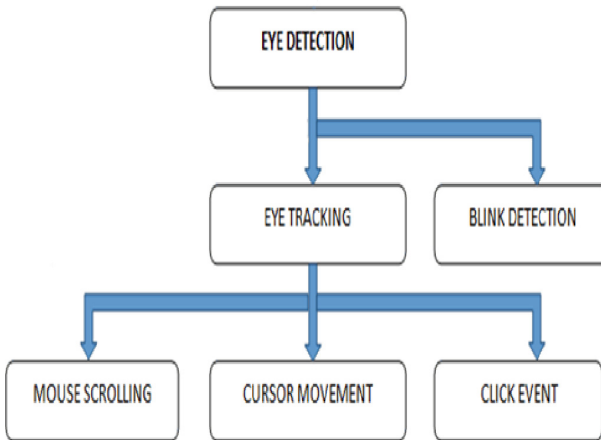 EYE DETECTION
EYE TRACKING
BLINK DETECTION
MOUSE SCROLLING
CURSOR MOVEMENT
CLICK EVENT